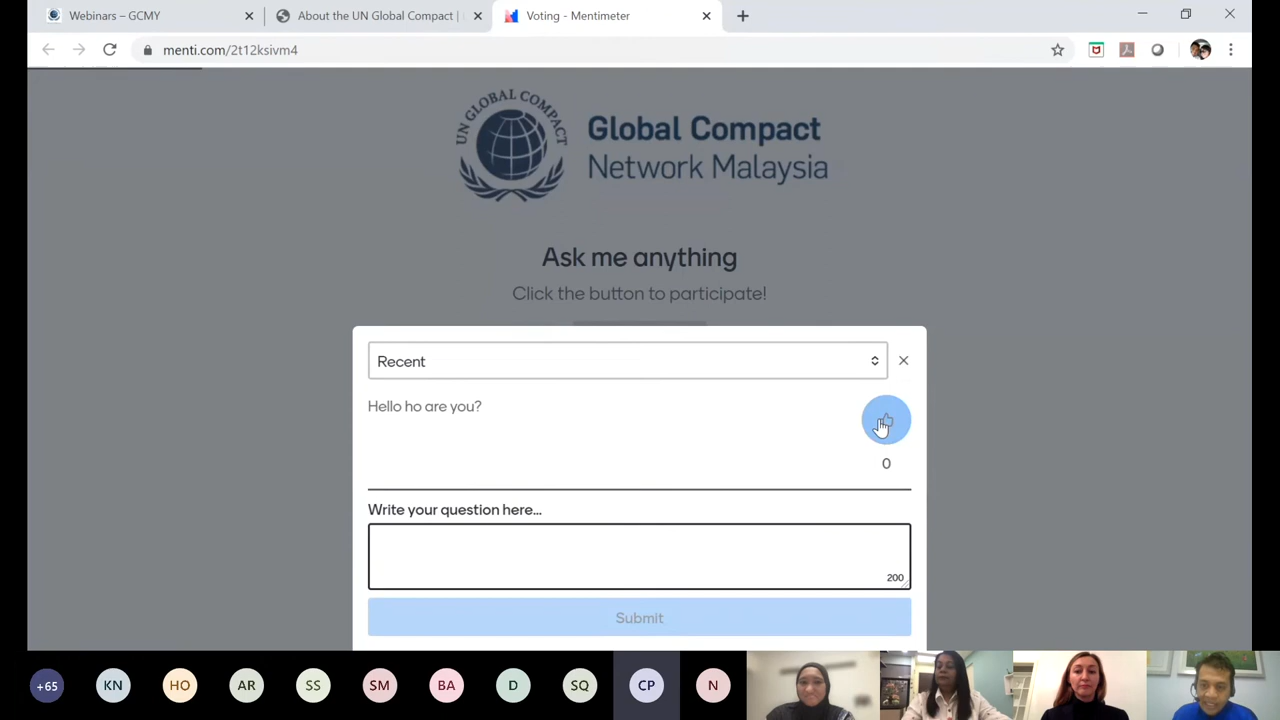 Webinars – GCMY
About the UN Global Compact |
Voting - Mentimeter
menti.com/2t12ksivm4
UN GLOBAL COMPACT
Global Compact
Network Malaysia
Ask me anything
Click the button to participate!
Recent
Hello ho are you?
0
Write your question here...
200
Submit
+65
KN
HO
AR
SS
SM
BA
D
SQ
CP
N